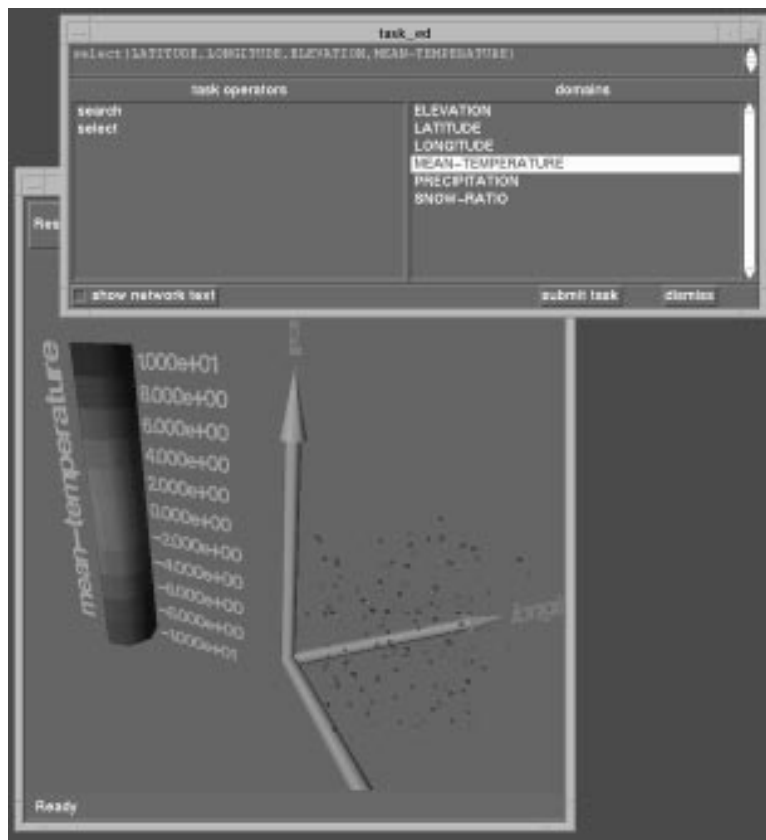 task_ed
select(LATITUDE,LONGITUDE,ELEVATION,MEAN-TEMPERATURE)
task operators
domains
search
select
ELEVATION
LATITUDE
LONGITUDE
MEAN-TEMPERATURE
PRECIPITATION
SNOW-RATIO
show network text
submit task
dismiss
Res
mean-temperature
1.000e+01
8.000e+00
6.000e+00
4.000e+00
2.000e+00
0.000e+00
-2.000e+00
-4.000e+00
-6.000e+00
-8.000e+00
-1.000e+01
longi
Ready